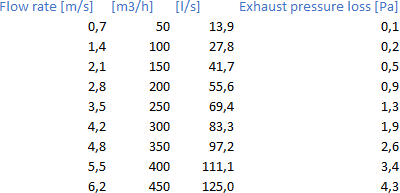 Flow rate [m/s] [m3/h] [l/s] Exhaust pressure loss [Pa]
0,7 50 13,9 0,1
1,4 100 27,8 0,2
2,1 150 41,7 0,5
2,8 200 55,6 0,9
3,5 250 69,4 1,3
4,2 300 83,3 1,9
4,8 350 97,2 2,6
5,5 400 111,1 3,4
6,2 450 125,0 4,3